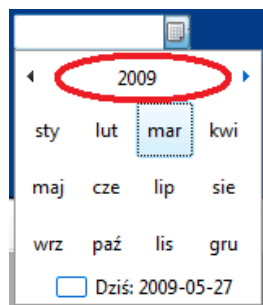 2009
sty lut mar kwi
maj cze lip sie
wrz paź lis gru
Dziś: 2009-05-27